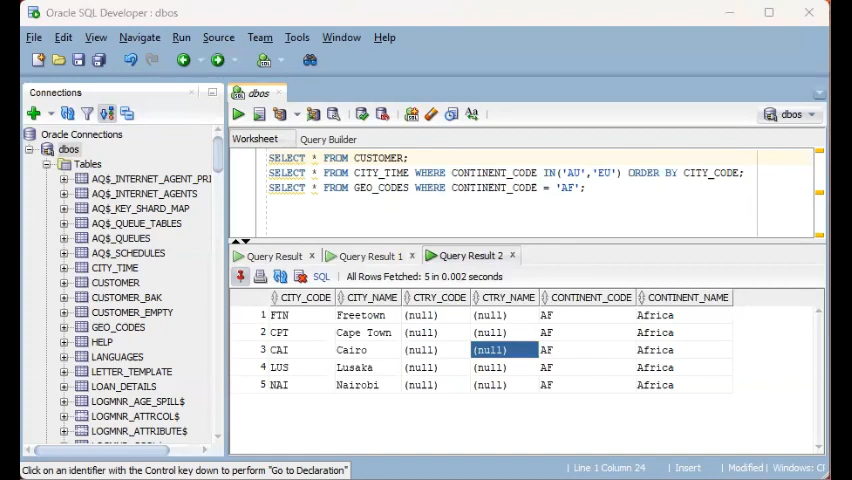 Oracle SQL Developer : dbos
File Edit View Navigate Run Source Team Tools Window Help
Connections
dbos
dbos
Oracle Connections
dbos
Tables
AQ$_INTERNET_AGENT_PRI
AQ$_INTERNET_AGENTS
AQ$_KEY_SHARD_MAP
AQ$_QUEUE_TABLES
AQ$_QUEUES
AQ$_SCHEDULES
CITY_TIME
CUSTOMER
CUSTOMER_BAK
CUSTOMER_EMPTY
GEO_CODES
HELP
LANGUAGES
LETTER_TEMPLATE
LOAN_DETAILS
LOGMNR_AGE_SPILL$
LOGMNR_ATTRCOL$
LOGMNR_ATTRIBUTE$
Worksheet Query Builder
SELECT * FROM CUSTOMER;
SELECT * FROM CITY_TIME WHERE CONTINENT_CODE IN('AU','EU') ORDER BY CITY_CODE;
SELECT * FROM GEO_CODES WHERE CONTINENT_CODE = 'AF';
Query Result Query Result 1 Query Result 2
SQL All Rows Fetched: 5 in 0.002 seconds
CITY_CODE CITY_NAME CTRY_CODE CTRY_NAME CONTINENT_CODE CONTINENT_NAME
1 FTN Freetown (null) (null) AF Africa
2 CPT Cape Town (null) (null) AF Africa
3 CAI Cairo (null) (null) AF Africa
4 LUS Lusaka (null) (null) AF Africa
5 NAI Nairobi (null) (null) AF Africa
Click on an identifier with the Control key down to perform "Go to Declaration"
Line 1 Column 24 Insert Modified Windows: CF